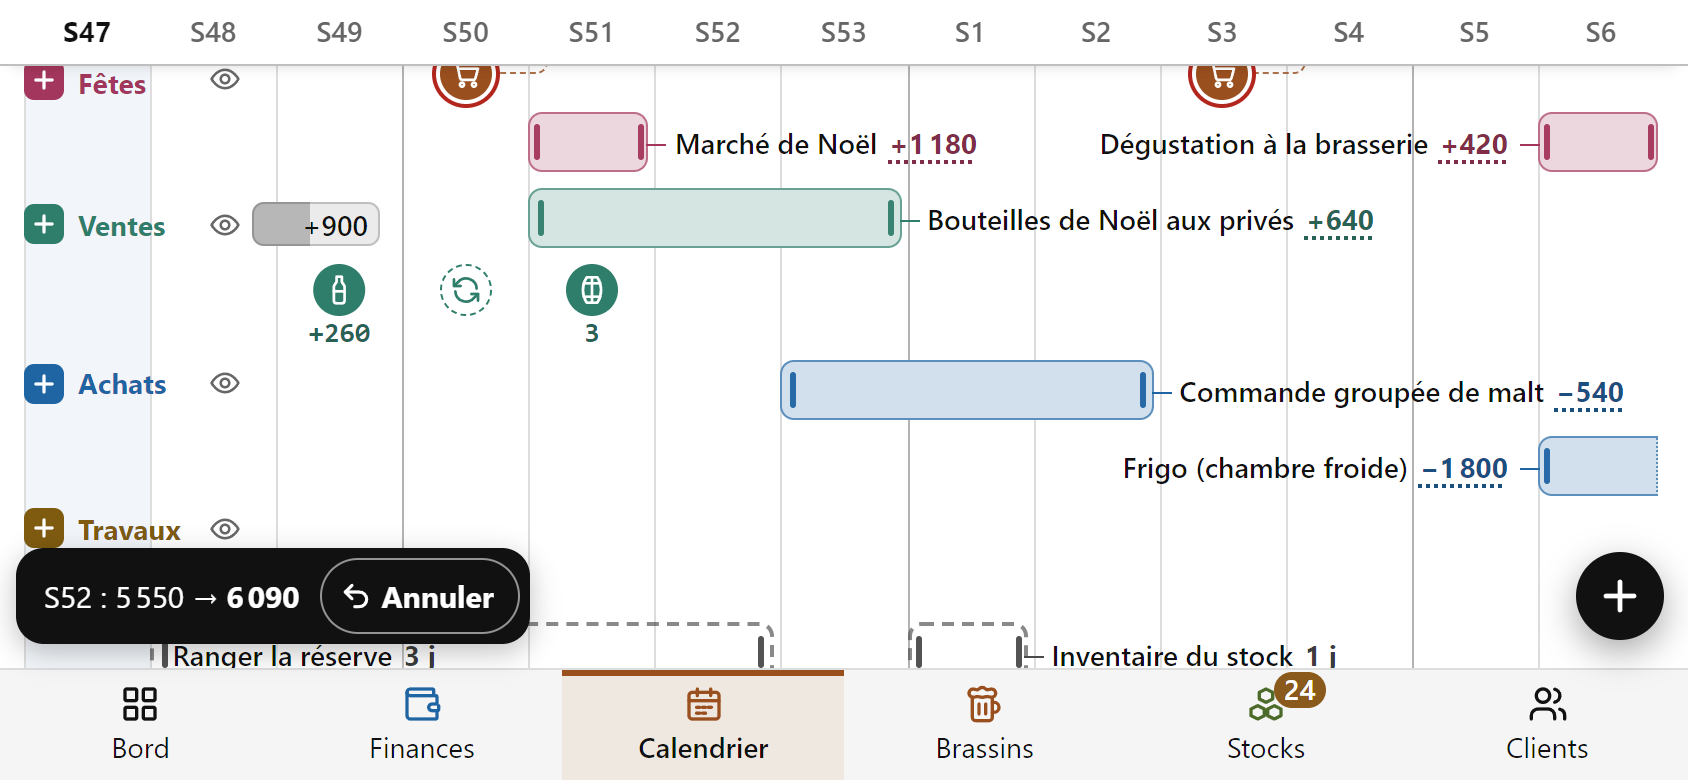 S47 S48 S49 S50 S51 S52 S53 S1 S2 S3 S4 S5 S6
Fêtes
Marché de Noël +1 180
Dégustation à la brasserie +420
Ventes
+900
Bouteilles de Noël aux privés +640
+260
3
Achats
Commande groupée de malt −540
Frigo (chambre froide) −1 800
Travaux
S52 : 5 550 → 6 090 Annuler
Ranger la réserve 3 j
Inventaire du stock 1 j
24
Bord Finances Calendrier Brassins Stocks Clients